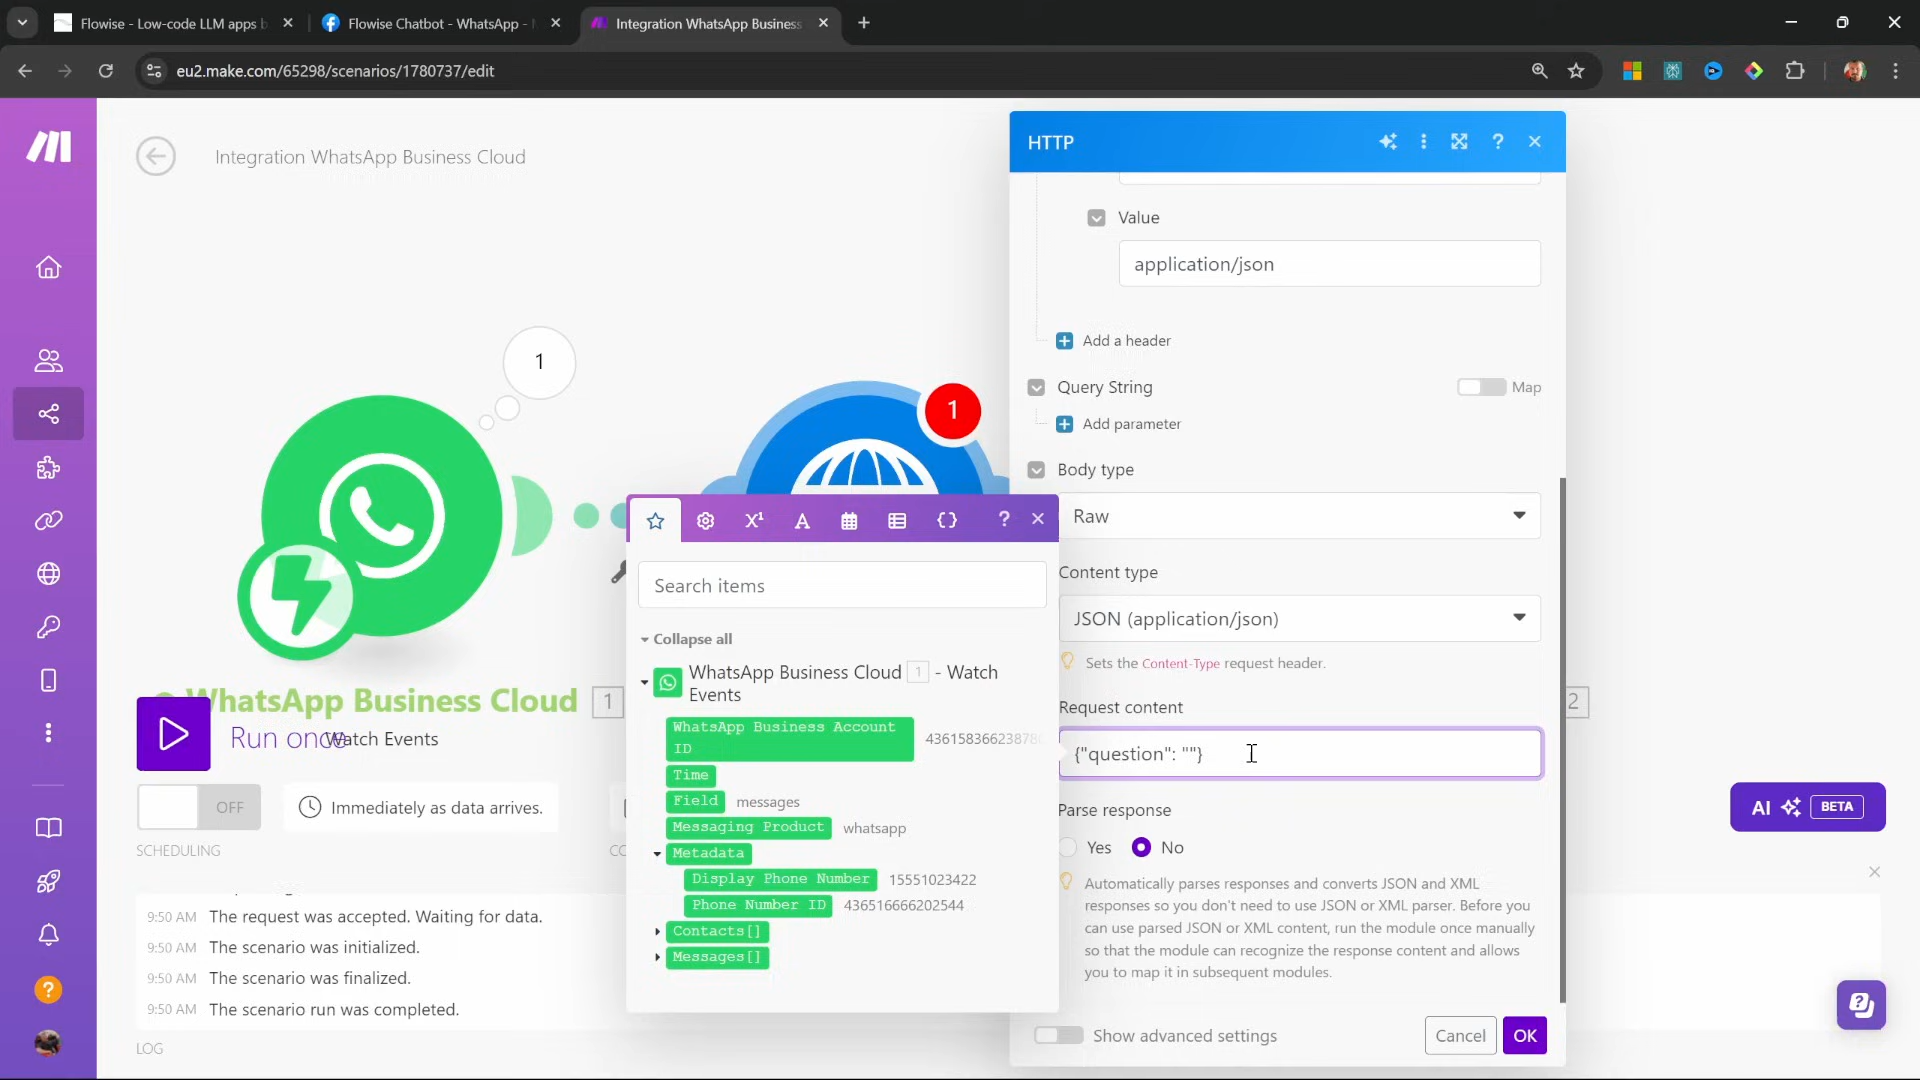 Flowise - Low-code LLM apps b
Flowise Chatbot - WhatsApp -
Integration WhatsApp Business
eu2.make.com/65298/scenarios/1780737/edit
Integration WhatsApp Business Cloud
HTTP
Value
application/json
Add a header
Query String
Map
Add parameter
Body type
Raw
Content type
JSON (application/json)
Sets the Content-Type request header.
Request content
{"question": ""}
Parse response
Yes
No
Automatically parses responses and converts JSON and XML
responses so you don't need to use JSON or XML parser. Before you
can use parsed JSON or XML content, run the module once manually
so that the module can recognize the response content and allows
you to map it in subsequent modules.
Show advanced settings
Cancel
OK
1
1
Search items
Collapse all
WhatsApp Business Cloud 1 - Watch
Events
WhatsApp Business Account
ID
Time
Field messages
Messaging Product whatsapp
Metadata
Display Phone Number 15551023422
Phone Number ID 436516666202544
Contacts[]
Messages[]
WhatsApp Business Cloud 1
Watch Events
2
Run once
OFF
Immediately as data arrives.
SCHEDULING
AI
BETA
9:50 AM The request was accepted. Waiting for data.
9:50 AM The scenario was initialized.
9:50 AM The scenario was finalized.
9:50 AM The scenario run was completed.
LOG